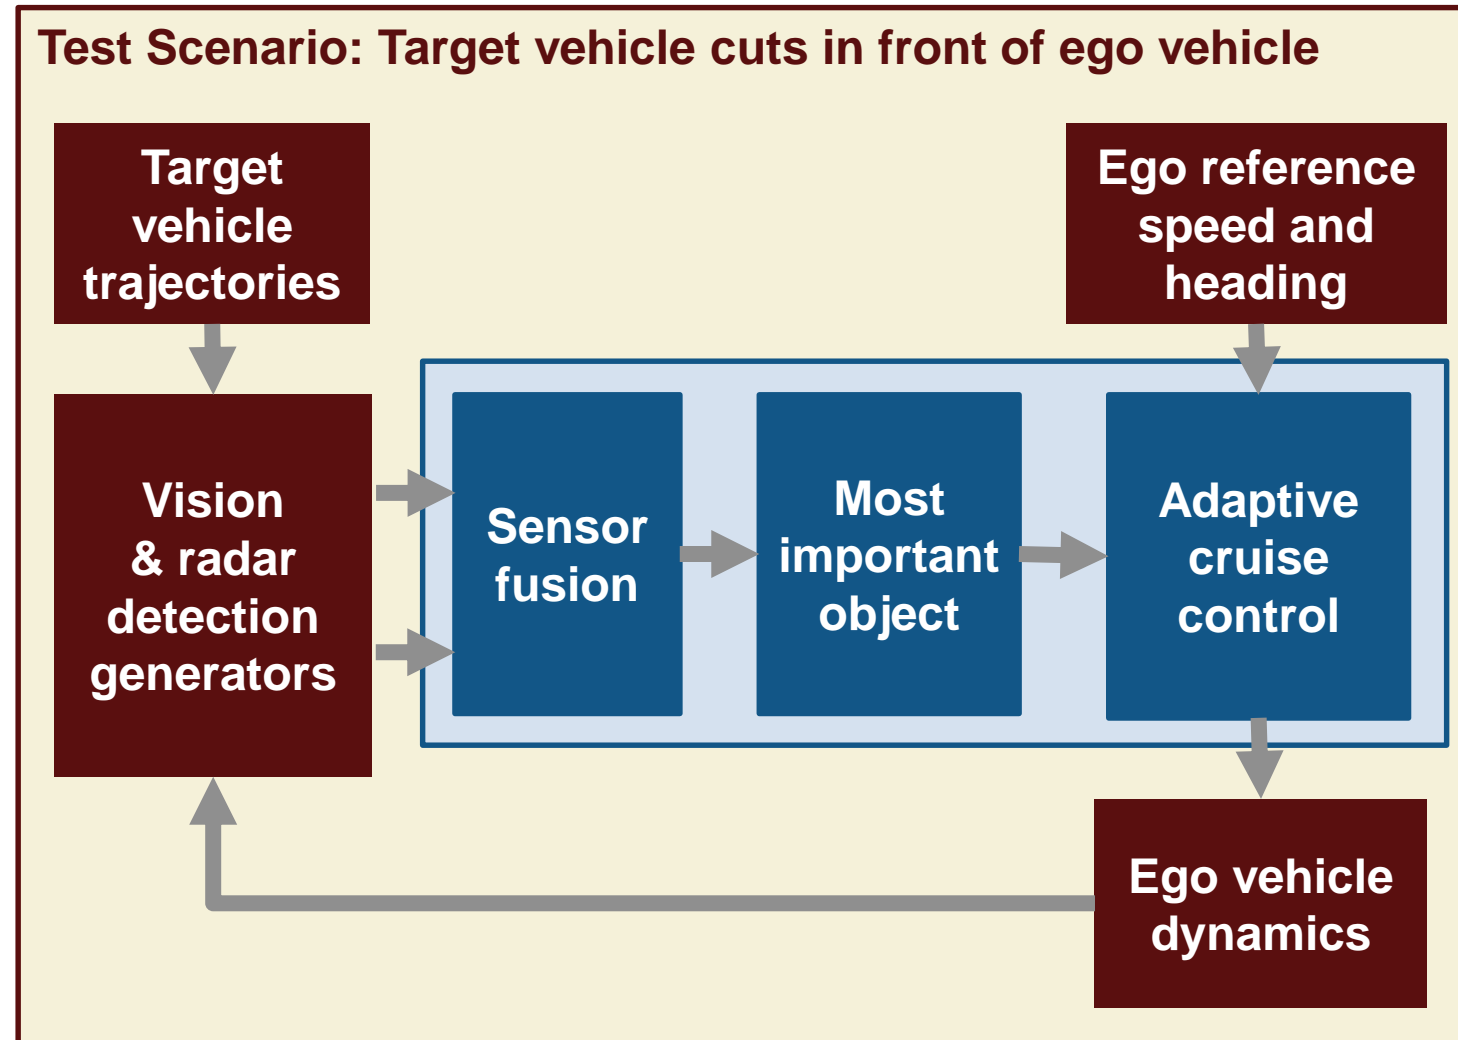 Test Scenario: Target vehicle cuts in front of ego vehicle
Target
vehicle
trajectories
Ego reference
speed and
heading
Vision
& radar
detection
generators
Sensor
fusion
Most
important
object
Adaptive
cruise
control
Ego vehicle
dynamics